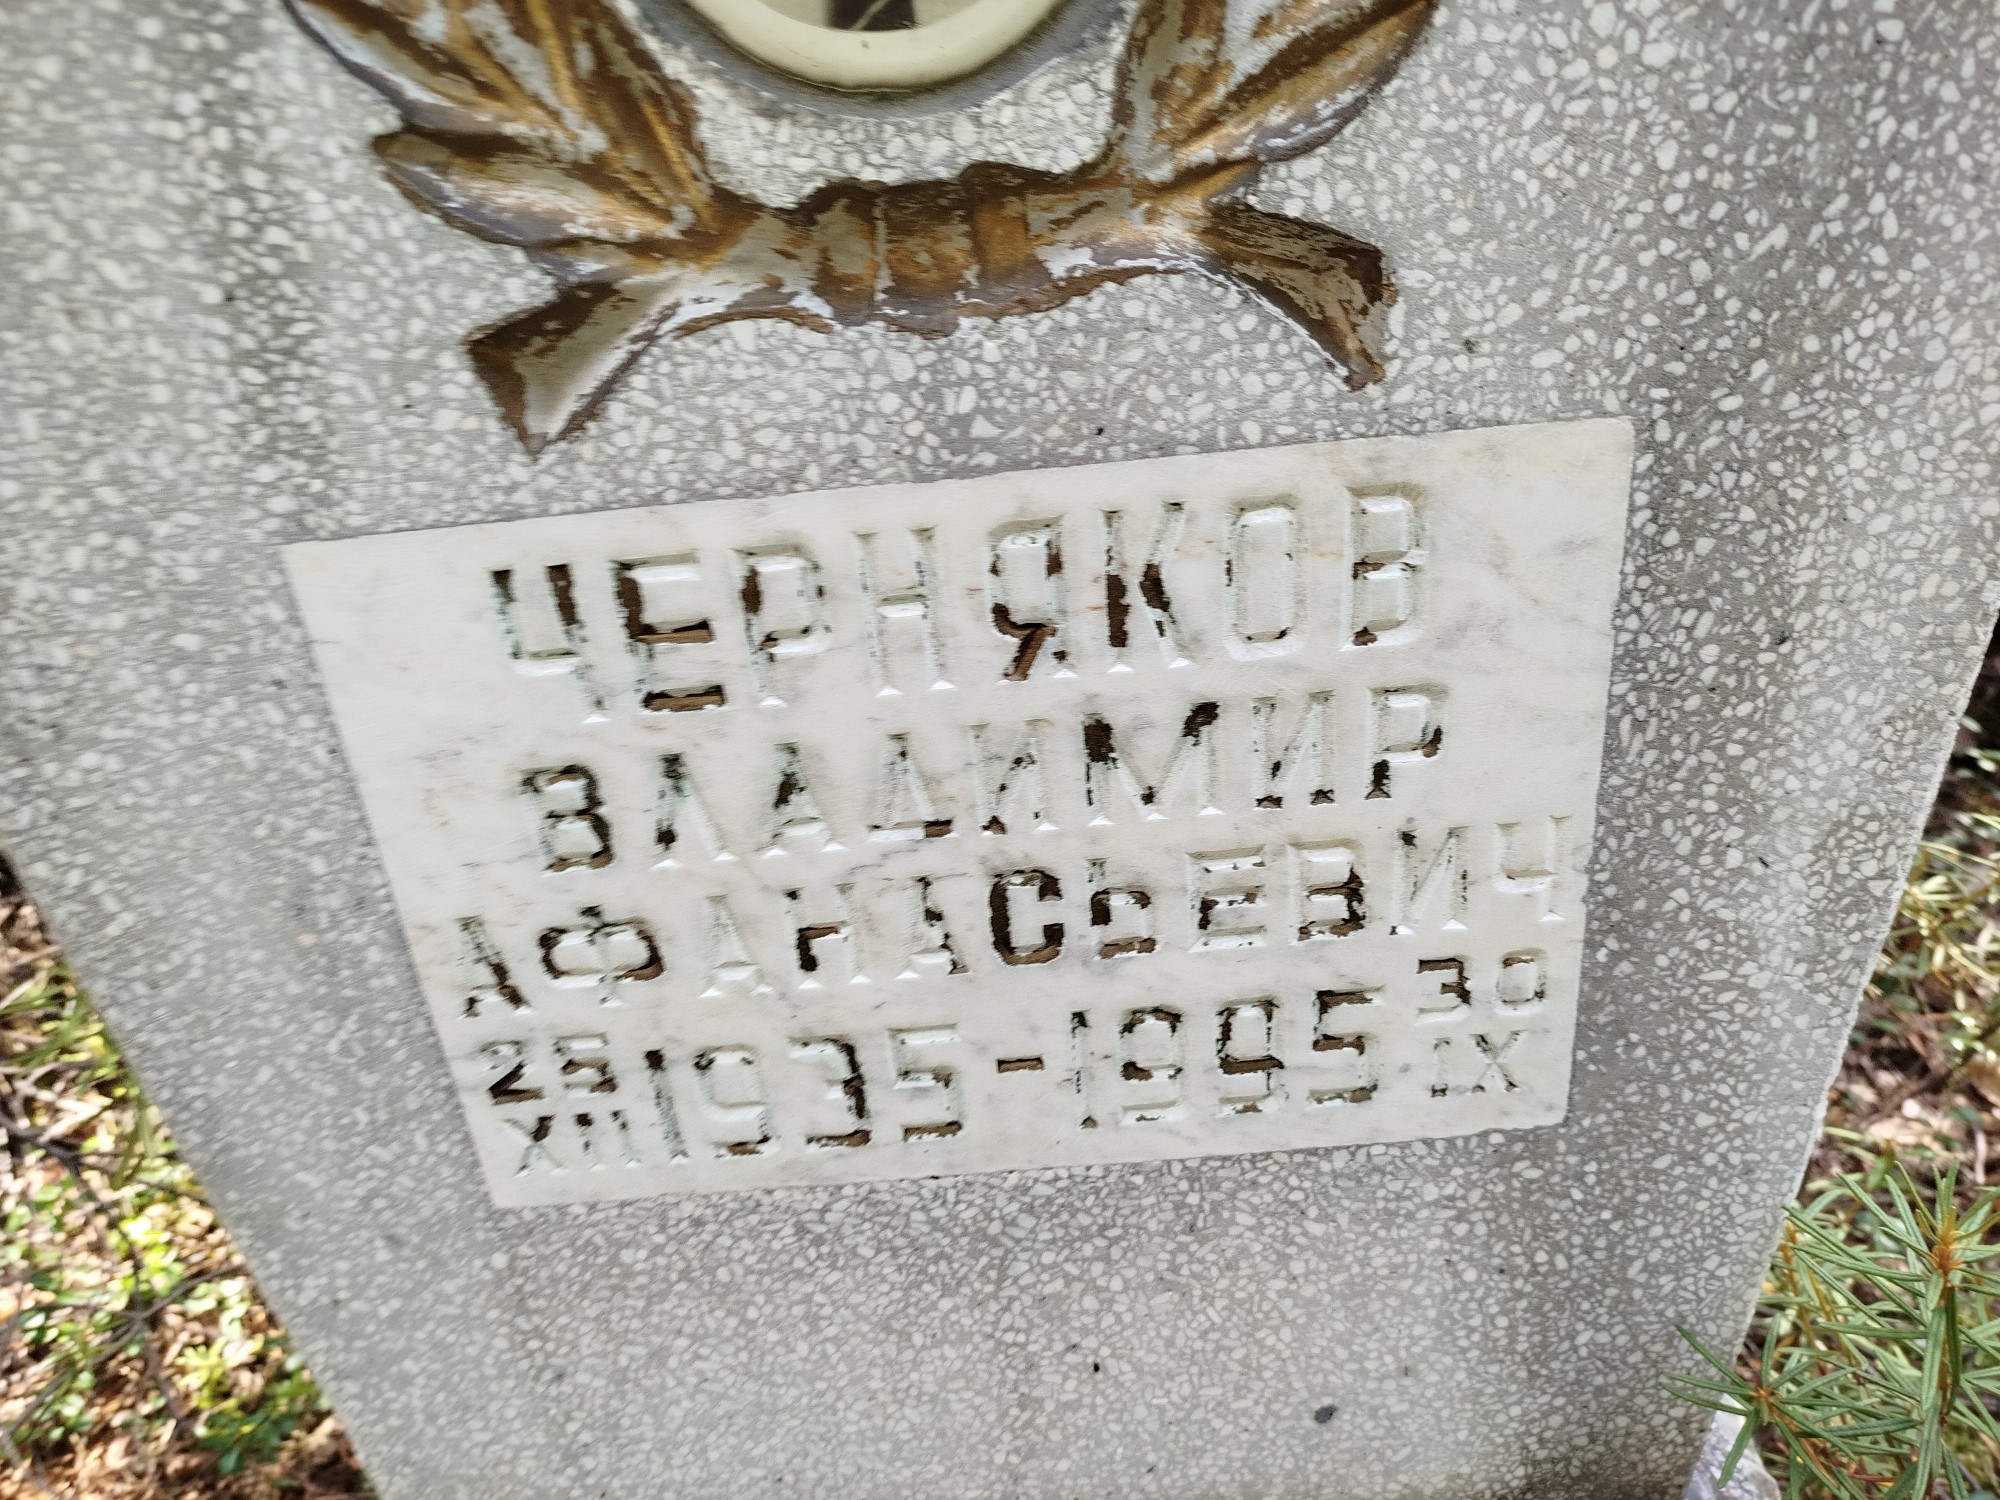 ЧЕРНЯКОВ
ВЛАДИМИР
АФАНАСЬЕВИЧ
25 XII 1935-1995 30 IX